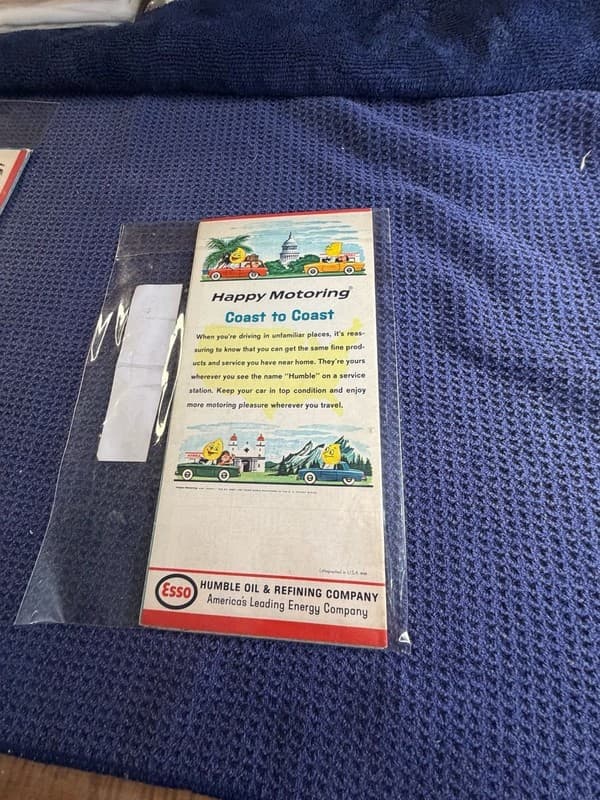 Happy Motoring
Coast to Coast
When you're driving in unfamiliar places, it's reas-
suring to know that you can get the same fine prod-
ucts and service you have near home. They're yours
wherever you see the name "Humble" on a service
station. Keep your car in top condition and enjoy
more motoring pleasure wherever you travel.
Lithographed in U.S.A.
Esso
HUMBLE OIL & REFINING COMPANY
America's Leading Energy Company